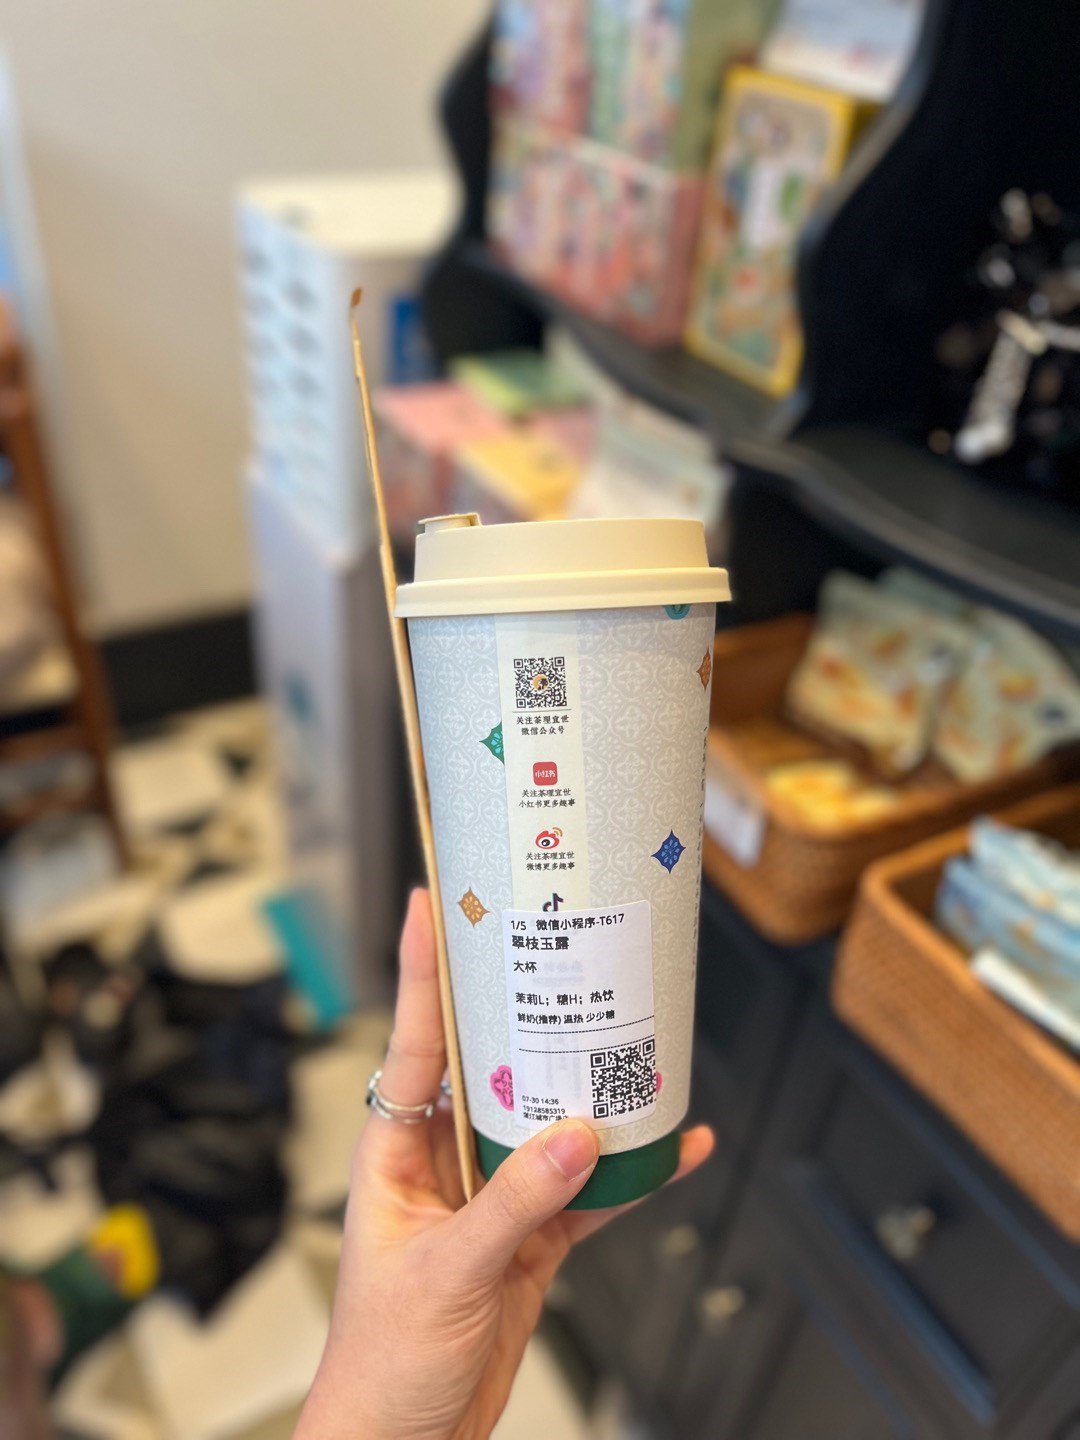 关注茶理宜世
微信公众号
小红书
关注茶理宜世
小红书更多趣事
关注茶理宜世
微博更多趣事
1/5 微信小程序-T617
翠枝玉露
大杯
茉莉L；糖H；热饮
鲜奶(推荐) 温热 少少糖
07-30 14:36
19128585319